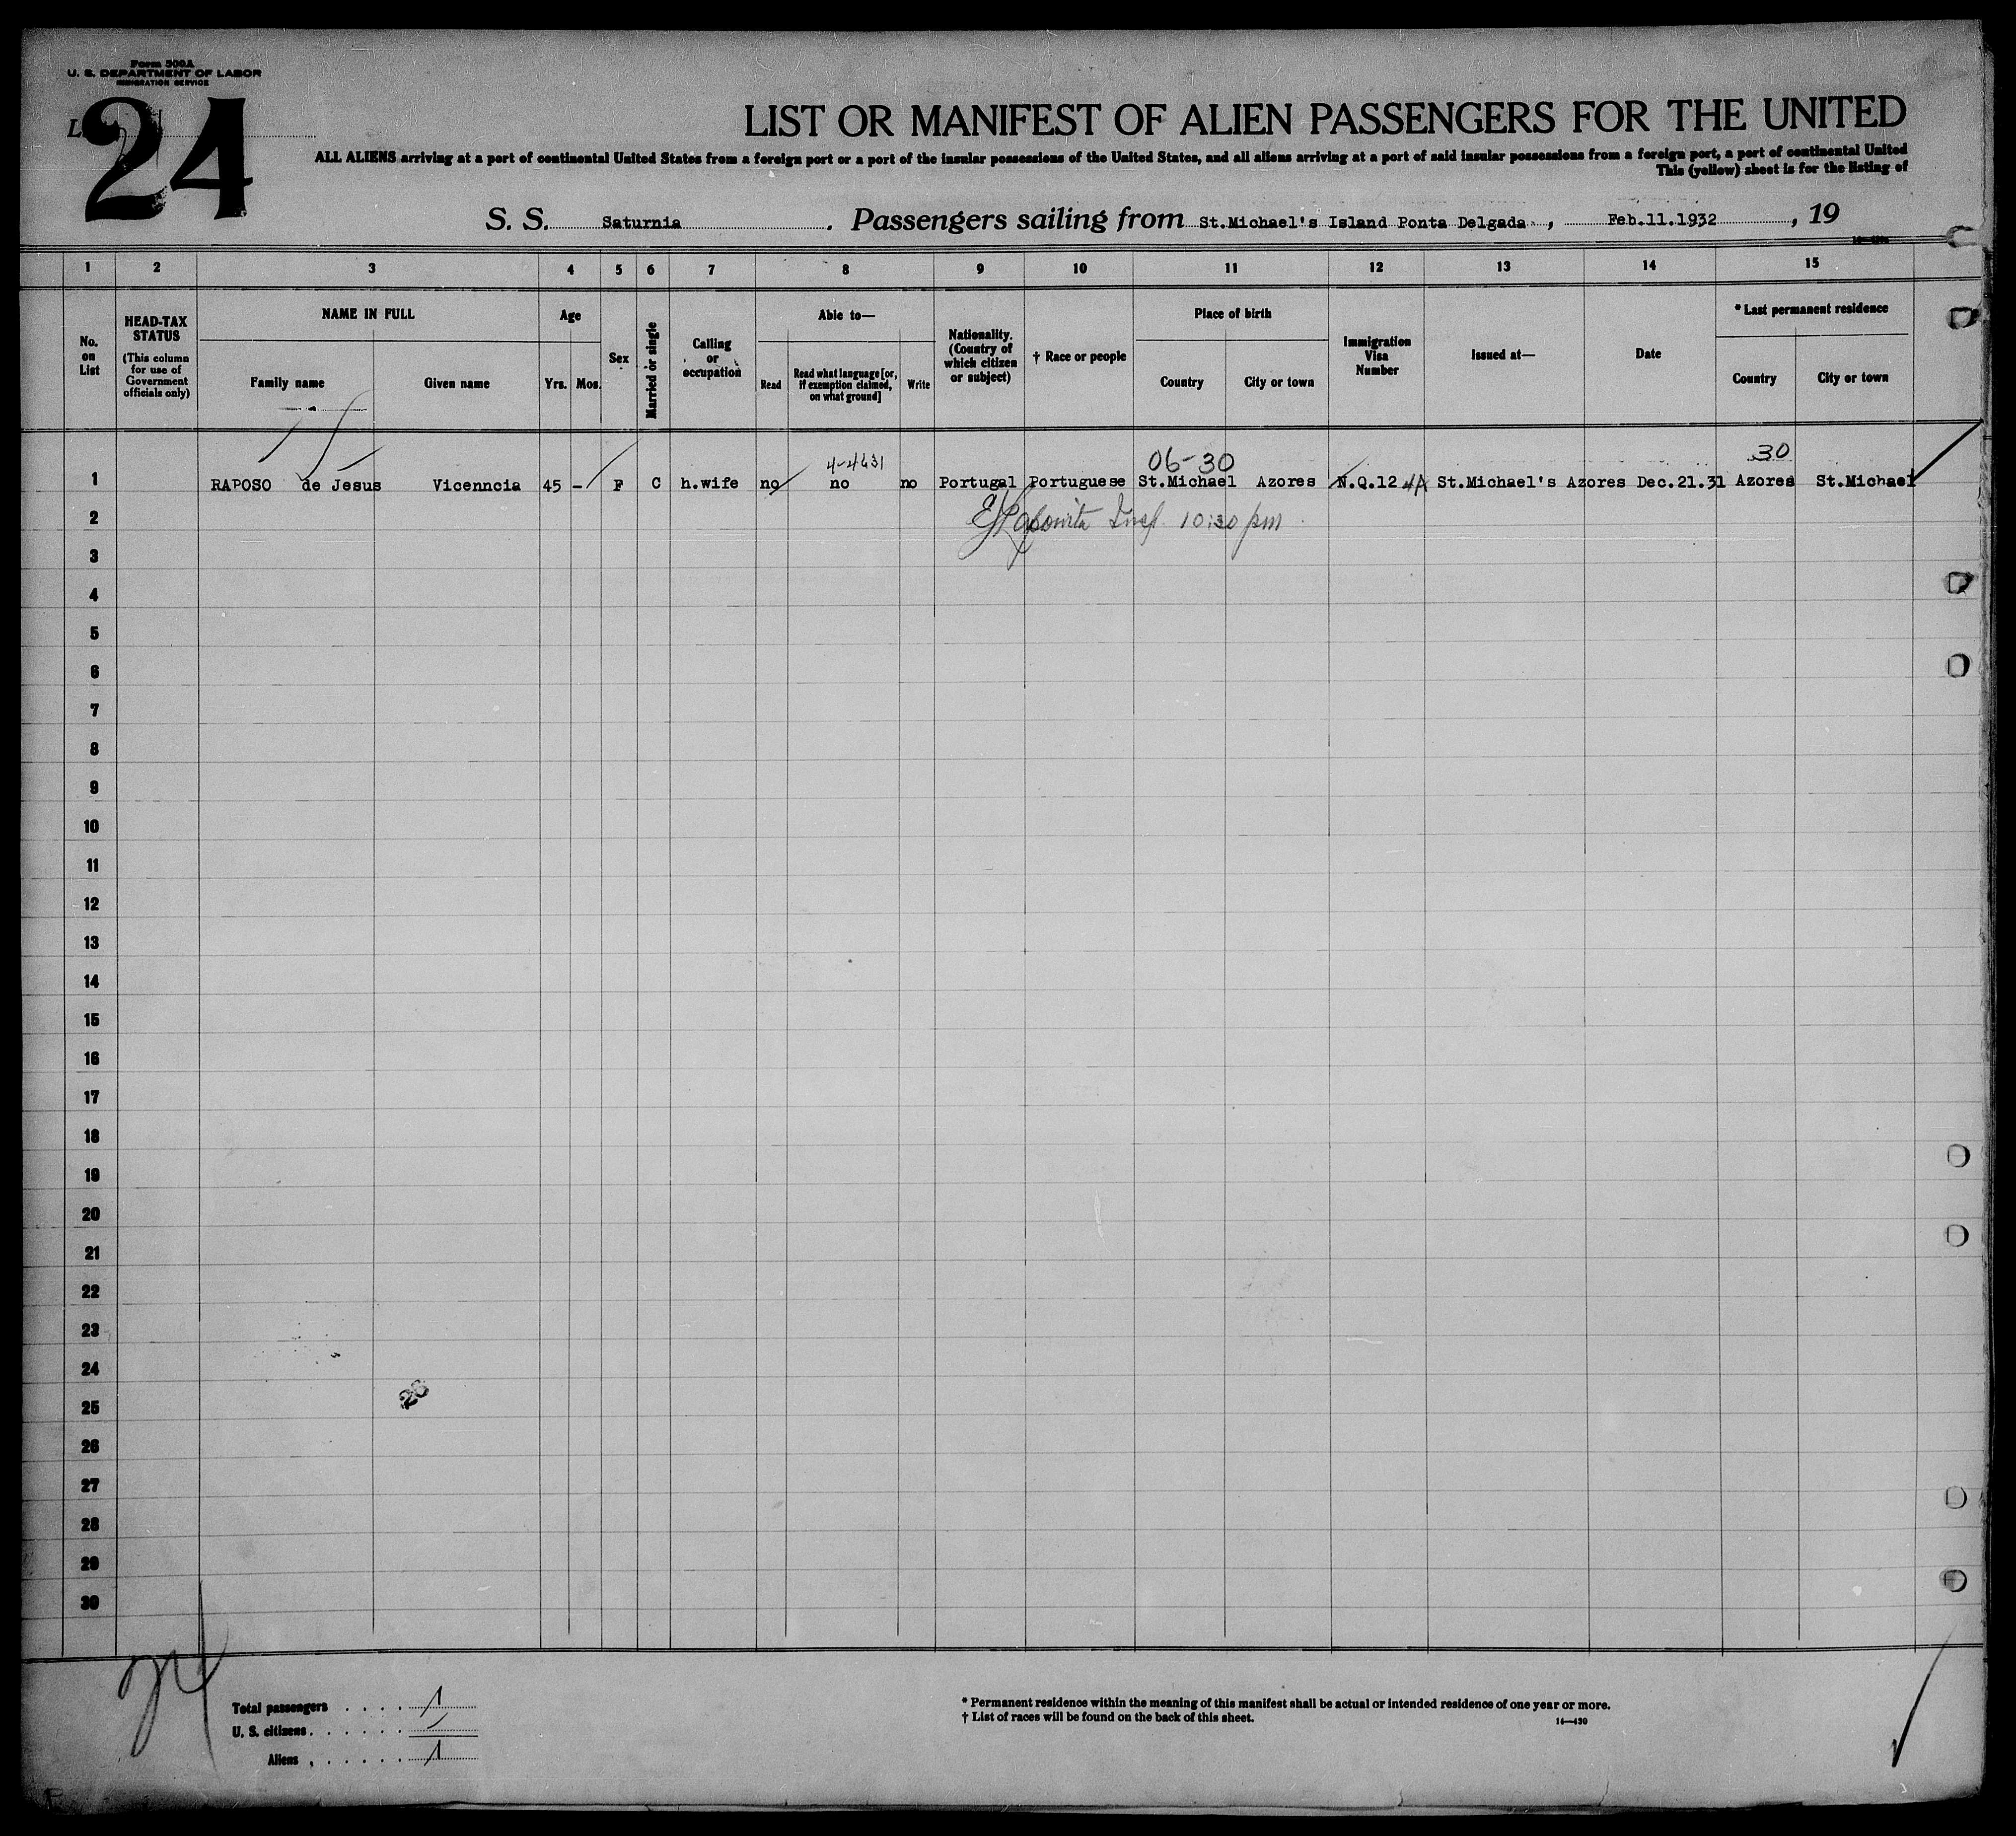 Form 500A
U. S. DEPARTMENT OF LABOR
IMMIGRATION SERVICE
24
LIST OR MANIFEST OF ALIEN PASSENGERS FOR THE UNITED
ALL ALIENS arriving at a port of continental United States from a foreign port or a port of the insular possessions of the United States, and all aliens arriving at a port of said insular possessions from a foreign port, a port of continental United
This (yellow) sheet is for the listing of
S. S. Saturnia. Passengers sailing from St.Michael's Island Ponta Delgada, Feb.11.1932, 19
1 2 3 4 5 6 7 8 9 10 11 12 13 14 15
No. on List
HEAD-TAX STATUS
(This column for use of Government officials only)
NAME IN FULL
Family name
Given name
Age
Yrs. Mos.
Sex
Married or single
Calling or occupation
Able to—
Read
Read what language [or, if exemption claimed, on what ground]
Write
Nationality. (Country of which citizen or subject)
† Race or people
Place of birth
Country
City or town
Immigration Visa Number
Issued at—
Date
* Last permanent residence
Country
City or town
4-4631 06-30 30
1 RAPOSO de Jesus Vicenncia 45 - F C h.wife no no no Portugal Portuguese St.Michael Azores N.Q.12 St.Michael's Azores Dec.21.31 Azores St.Michael
2 10:30 pm
3
4
5
6
7
8
9
10
11
12
13
14
15
16
17
18
19
20
21
22
23
24
25
26
27
28
29
30
24
Total passengers . . . . 1
U. S. citizens . . . . . .
Aliens . . . . . . 1
* Permanent residence within the meaning of this manifest shall be actual or intended residence of one year or more.
† List of races will be found on the back of this sheet.
14—430